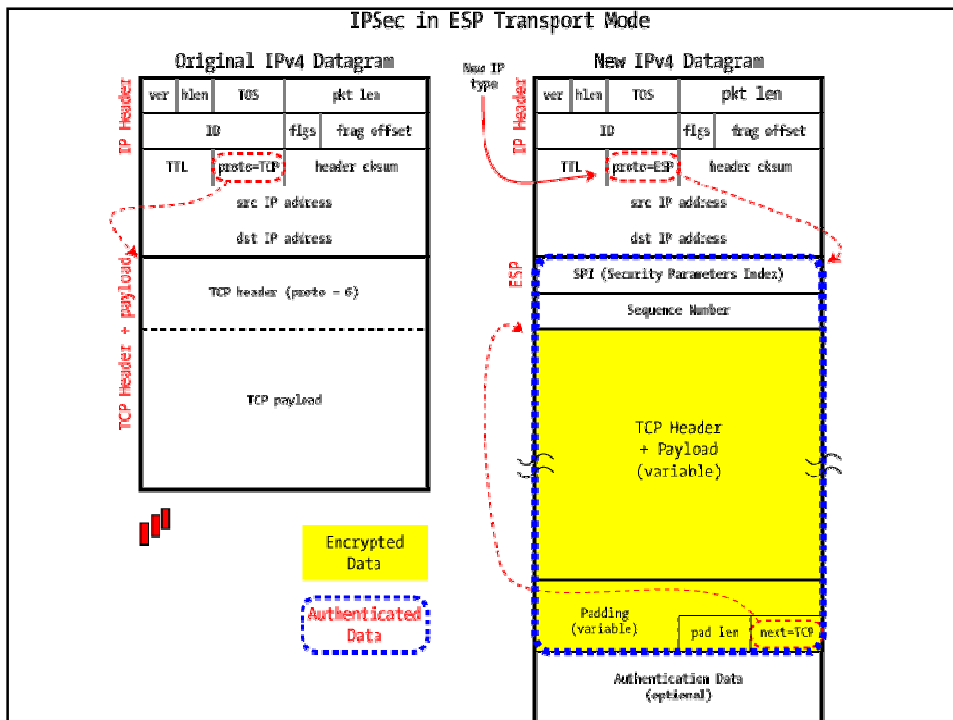 IPSec in ESP Transport Mode
Original IPv4 Datagram
IP Header
ver hlen TOS pkt len
ID flgs frag offset
TTL proto=TCP header cksum
src IP address
dst IP address
TCP Header + payload
TCP header (proto = 6)
TCP payload
New IP
type
New IPv4 Datagram
IP Header
ver hlen TOS pkt len
ID flgs frag offset
TTL proto=ESP header cksum
src IP address
dst IP address
ESP
SPI (Security Parameters Index)
Sequence Number
TCP Header
+ Payload
(variable)
Padding
(variable)
pad len next=TCP
Authentication Data
(optional)
Encrypted
Data
Authenticated
Data